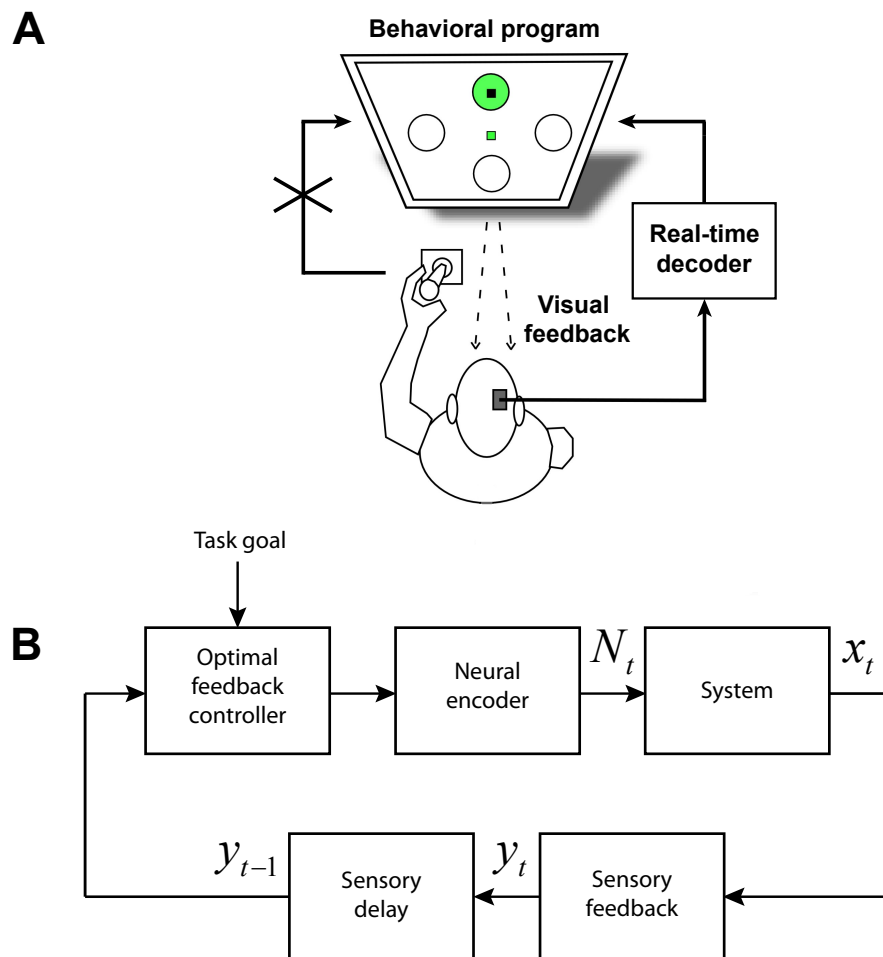 A
Behavioral program
Real-time
decoder
Visual
feedback
Task goal
B
Optimal
feedback
controller
Neural
encoder
N_t
System
x_t
y_{t-1}
Sensory
delay
y_t
Sensory
feedback